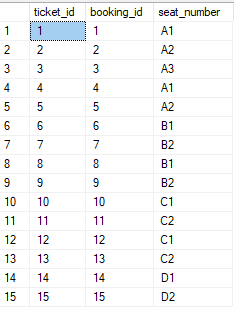 ticket_id booking_id seat_number
1 1 1 A1
2 2 2 A2
3 3 3 A3
4 4 4 A1
5 5 5 A2
6 6 6 B1
7 7 7 B2
8 8 8 B1
9 9 9 B2
10 10 10 C1
11 11 11 C2
12 12 12 C1
13 13 13 C2
14 14 14 D1
15 15 15 D2